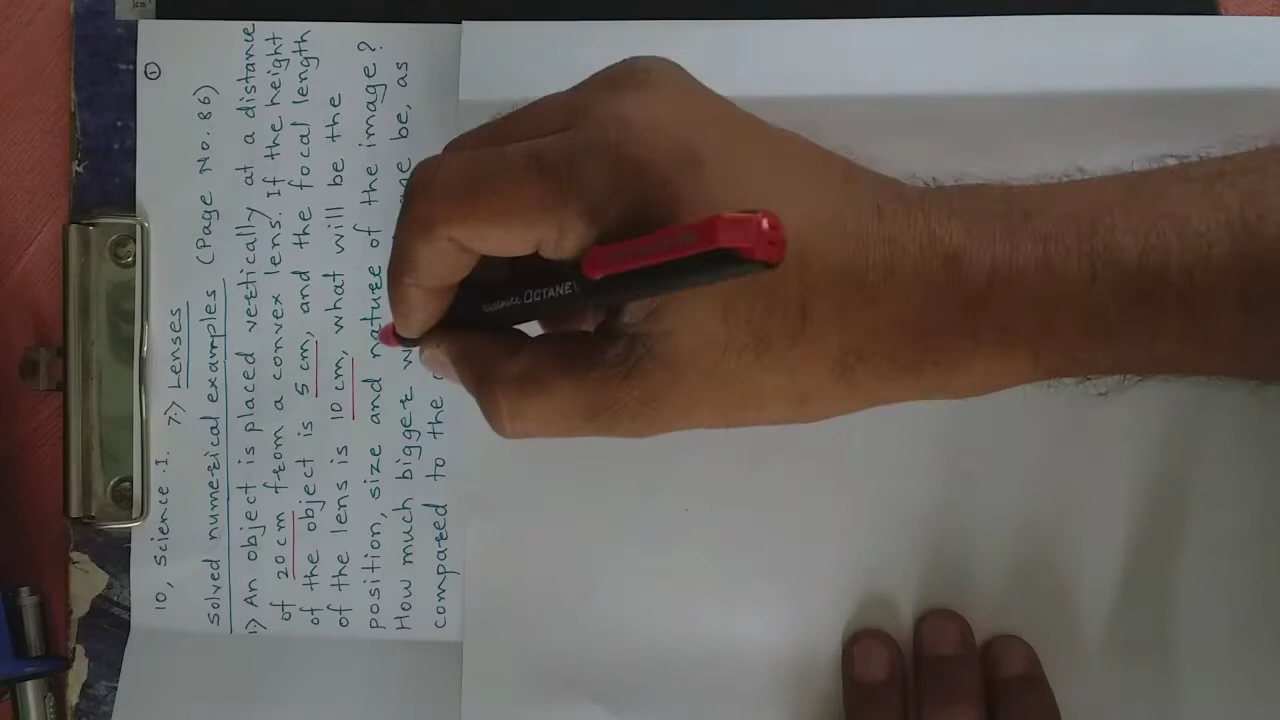 ①
10, Science .I. 7.) Lenses
solved numerical examples (Page No. 86)
1) An object is placed vertically at a distance
of 20 cm from a convex lens. If the height
of the object is 5 cm, and the focal length
of the lens is 10 cm, what will be the
position, size and nature of the image?
How much bigger be, as
compared to the
OCTANE